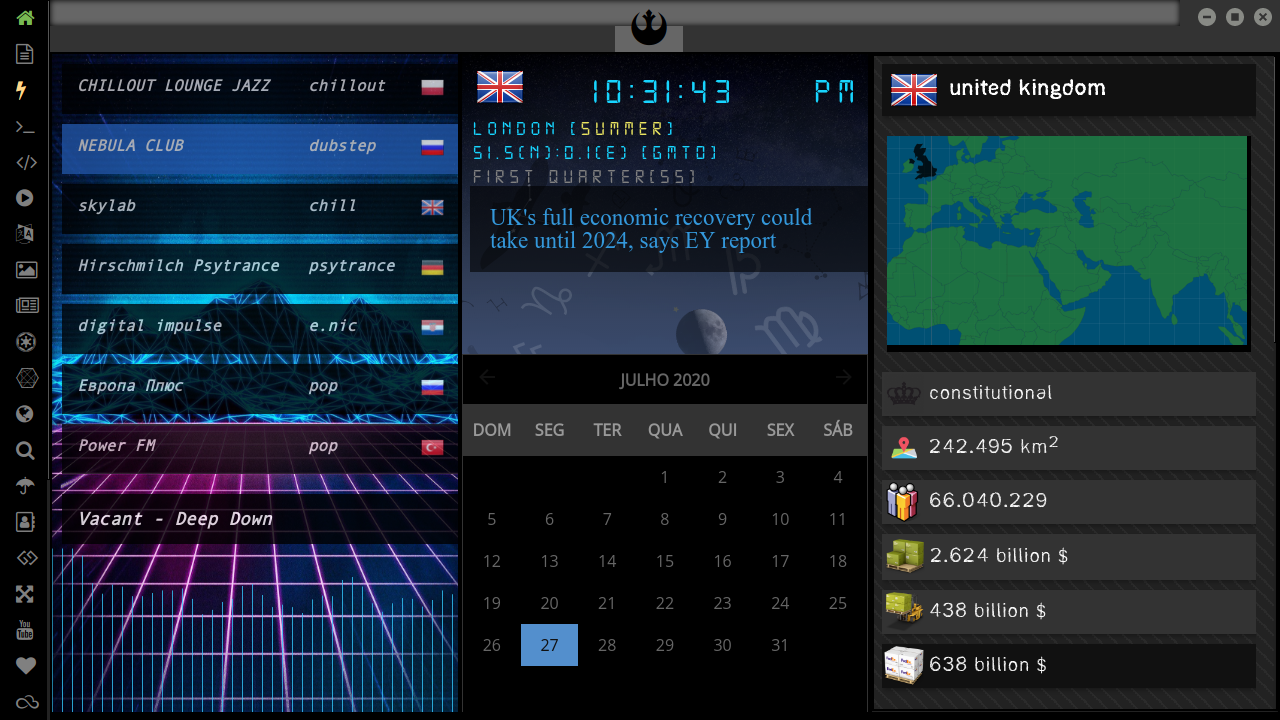 CHILLOUT LOUNGE JAZZ chillout
NEBULA CLUB dubstep
skylab chill
Hirschmilch Psytrance psytrance
digital impulse e.nic
Европа Плюс pop
Power FM pop
Vacant - Deep Down
10:31:43 PM
LONDON (SUMMER)
51.5(N):0.1(E) (GMT0)
FIRST QUARTER(55)
UK's full economic recovery could
take until 2024, says EY report
JULHO 2020
DOM SEG TER QUA QUI SEX SÁB
1 2 3 4
5 6 7 8 9 10 11
12 13 14 15 16 17 18
19 20 21 22 23 24 25
26 27 28 29 30 31
united kingdom
constitutional
242.495 km²
66.040.229
2.624 billion $
438 billion $
638 billion $